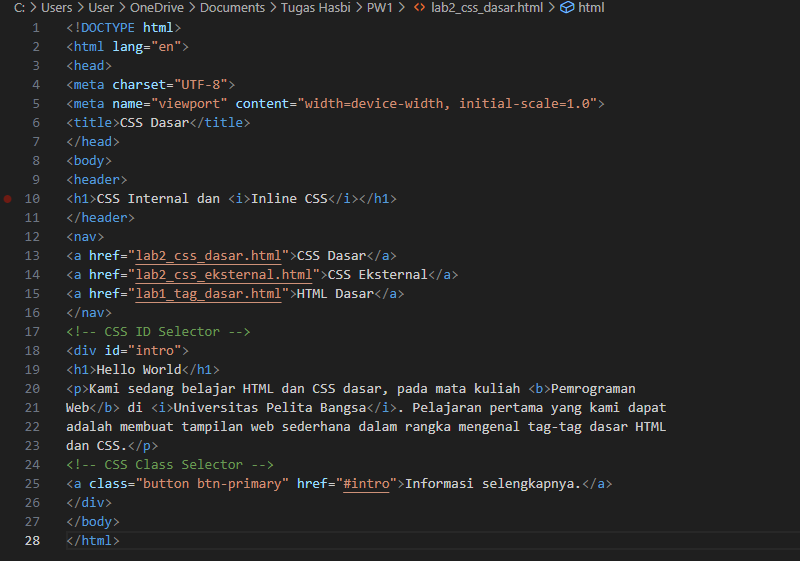 C: > Users > User > OneDrive > Documents > Tugas Hasbi > PW1 > <> lab2_css_dasar.html > html
1 <!DOCTYPE html>
2 <html lang="en">
3 <head>
4 <meta charset="UTF-8">
5 <meta name="viewport" content="width=device-width, initial-scale=1.0">
6 <title>CSS Dasar</title>
7 </head>
8 <body>
9 <header>
10 <h1>CSS Internal dan <i>Inline CSS</i></h1>
11 </header>
12 <nav>
13 <a href="lab2_css_dasar.html">CSS Dasar</a>
14 <a href="lab2_css_eksternal.html">CSS Eksternal</a>
15 <a href="lab1_tag_dasar.html">HTML Dasar</a>
16 </nav>
17 <!-- CSS ID Selector -->
18 <div id="intro">
19 <h1>Hello World</h1>
20 <p>Kami sedang belajar HTML dan CSS dasar, pada mata kuliah <b>Pemrograman
21 Web</b> di <i>Universitas Pelita Bangsa</i>. Pelajaran pertama yang kami dapat
22 adalah membuat tampilan web sederhana dalam rangka mengenal tag-tag dasar HTML
23 dan CSS.</p>
24 <!-- CSS Class Selector -->
25 <a class="button btn-primary" href="#intro">Informasi selengkapnya.</a>
26 </div>
27 </body>
28 </html>